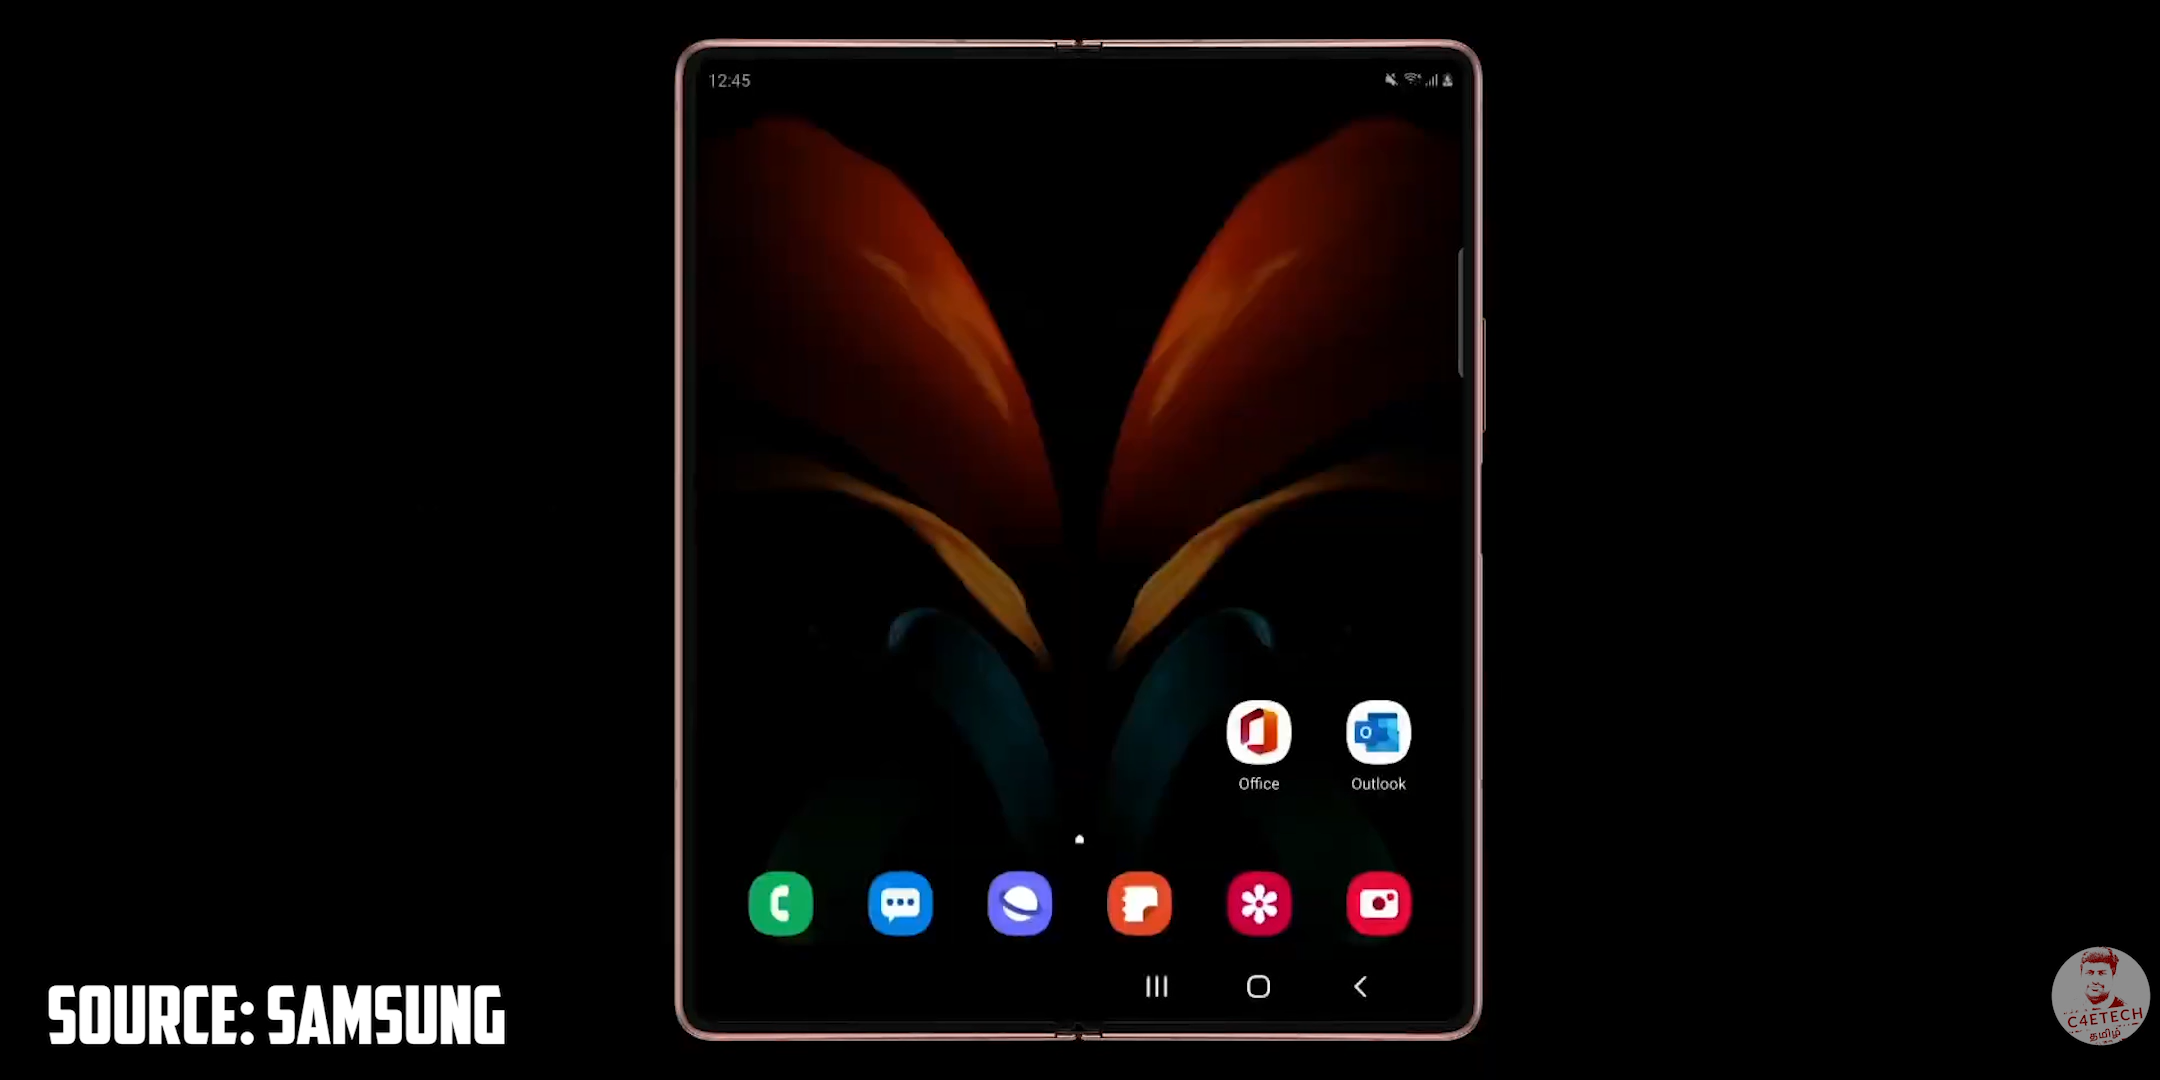 12:45
Office
Outlook
SOURCE: SAMSUNG
C4ETECH
தமிழ்